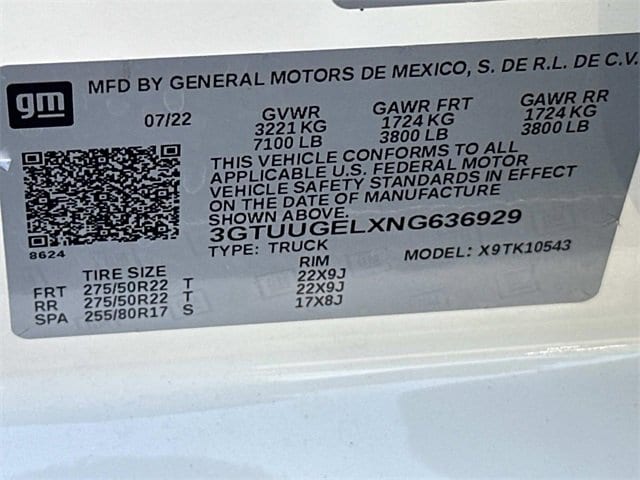 gm
MFD BY GENERAL MOTORS DE MEXICO, S. DE R.L. DE C.V.
07/22
GVWR
3221 KG
7100 LB
GAWR FRT
1724 KG
3800 LB
GAWR RR
1724 KG
3800 LB
THIS VEHICLE CONFORMS TO ALL
APPLICABLE U.S. FEDERAL MOTOR
VEHICLE SAFETY STANDARDS IN EFFECT
ON THE DATE OF MANUFACTURE
SHOWN ABOVE.
8624
3GTUUGELXNG636929
TYPE: TRUCK
MODEL: X9TK10543
TIRE SIZE RIM
FRT 275/50R22 T 22X9J
RR 275/50R22 T 22X9J
SPA 255/80R17 S 17X8J